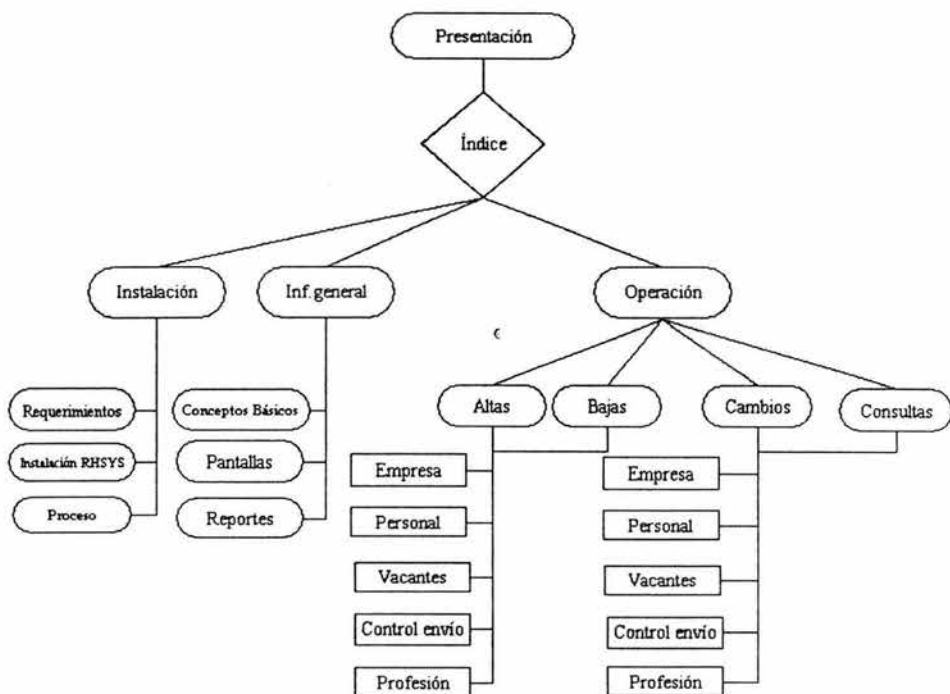 Presentación
Índice
Instalación
Inf. general
Operación
Requerimientos
Instalación RHSYS
Proceso
Conceptos Básicos
Pantallas
Reportes
Altas
Bajas
Cambios
Consultas
Empresa
Personal
Vacantes
Control envío
Profesión
Empresa
Personal
Vacantes
Control envío
Profesión